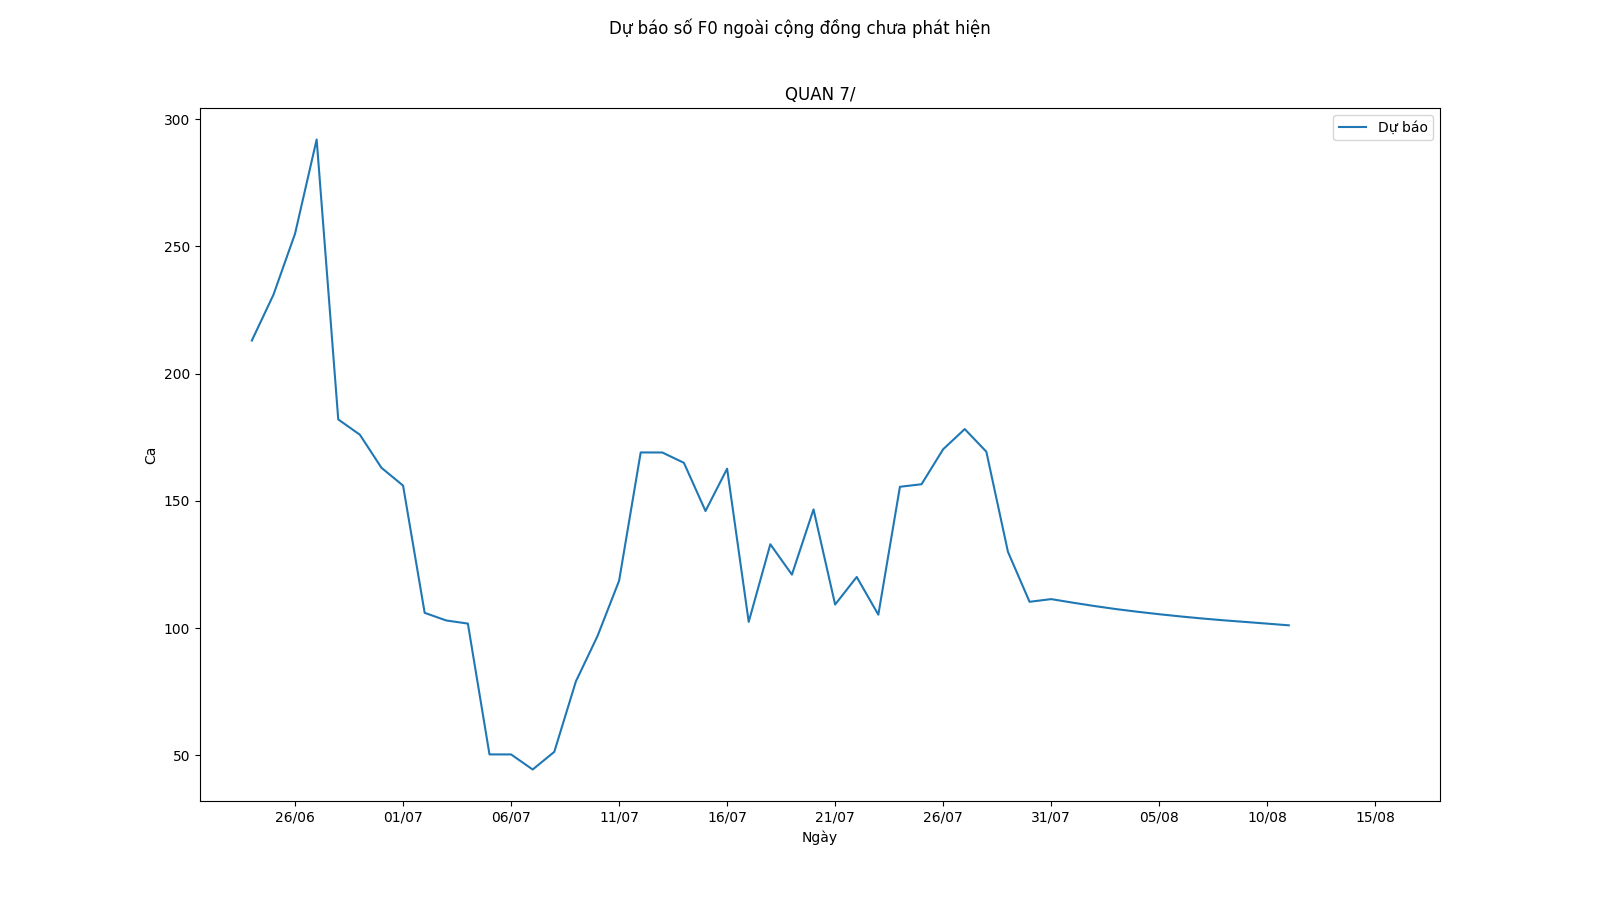 Dự báo số F0 ngoài cộng đồng chưa phát hiện
QUAN 7/
Dự báo
300
250
200
150
100
50
Ca
26/06 01/07 06/07 11/07 16/07 21/07 26/07 31/07 05/08 10/08 15/08
Ngày